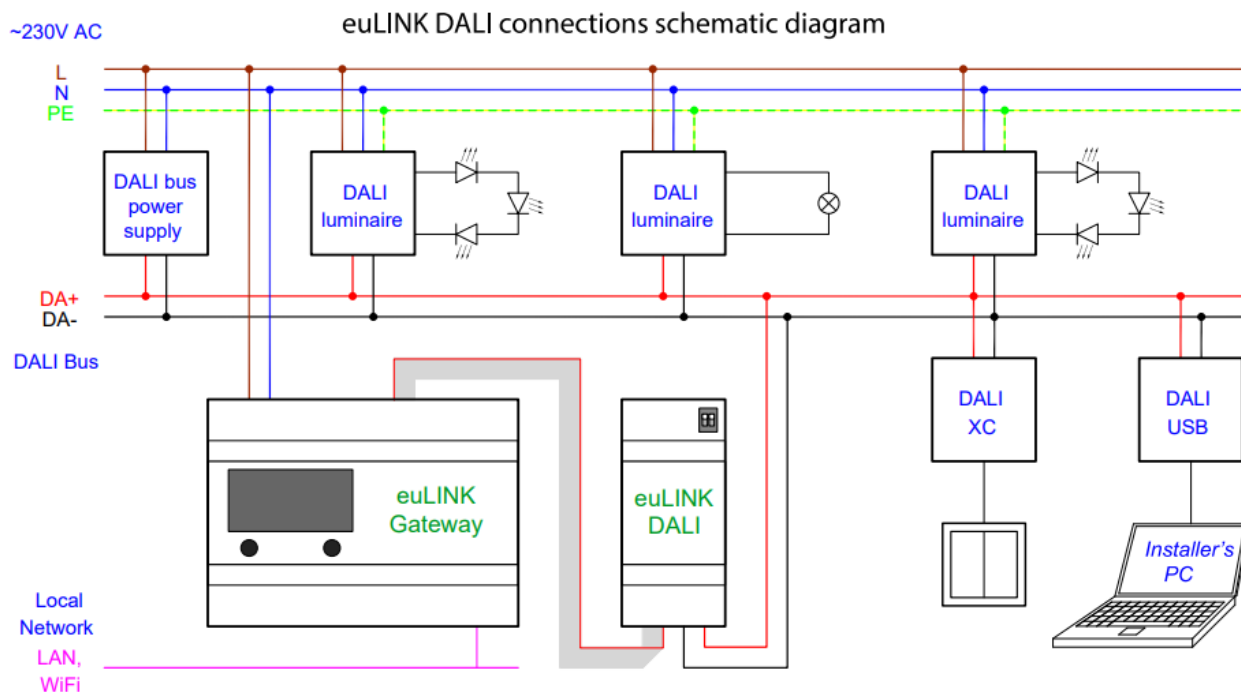 euLINK DALI connections schematic diagram
~230V AC
L
N
PE
DALI bus
power
supply
DALI
luminaire
DALI
luminaire
DALI
luminaire
DA+
DA-
DALI Bus
euLINK
Gateway
euLINK
DALI
DALI
XC
DALI
USB
Installer's
PC
Local
Network
LAN,
WiFi